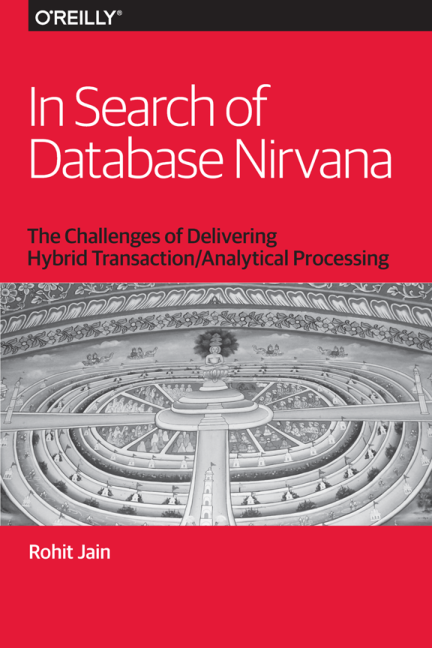 O'REILLY®
In Search of
Database Nirvana
The Challenges of Delivering
Hybrid Transaction/Analytical Processing
Rohit Jain